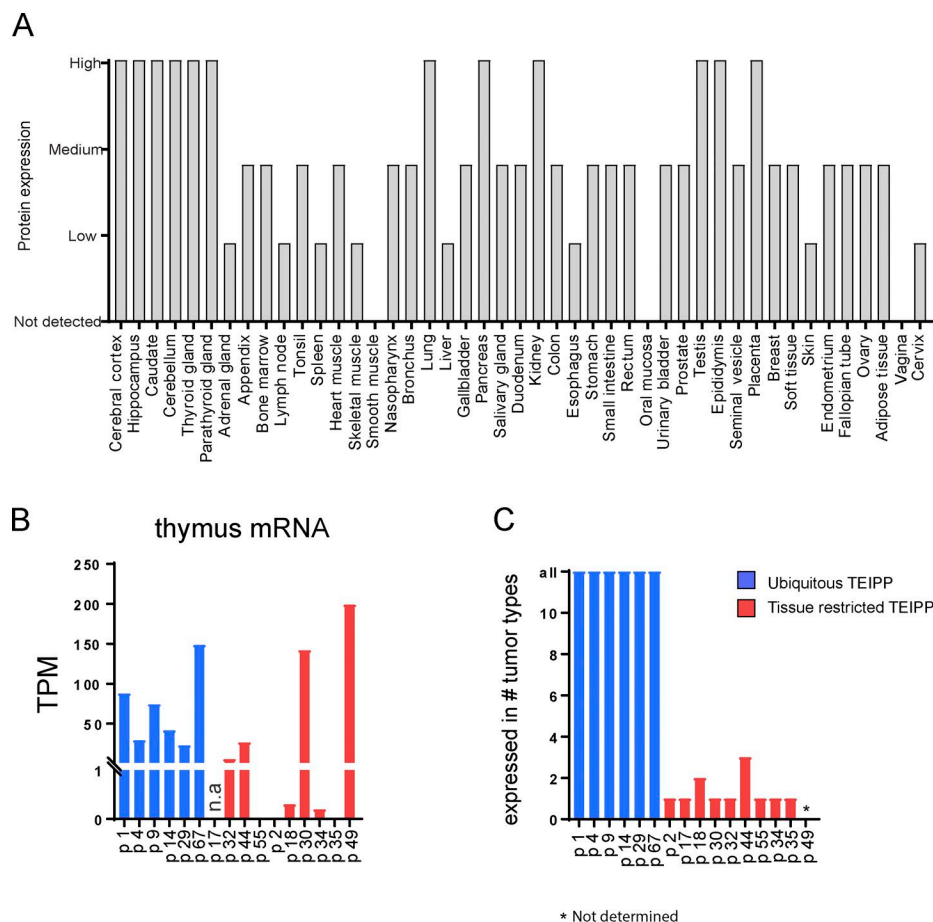 A
Protein expression
High
Medium
Low
Not detected
Cerebral cortex
Hippocampus
Caudate
Cerebellum
Thyroid gland
Parathyroid gland
Adrenal gland
Appendix
Bone marrow
Lymph node
Tonsil
Spleen
Heart muscle
Skeletal muscle
Smooth muscle
Nasopharynx
Bronchus
Lung
Liver
Gallbladder
Pancreas
Salivary gland
Duodenum
Kidney
Colon
Esophagus
Stomach
Small intestine
Rectum
Oral mucosa
Urinary bladder
Prostate
Testis
Epididymis
Seminal vesicle
Placenta
Breast
Soft tissue
Skin
Endometrium
Fallopian tube
Ovary
Adipose tissue
Vagina
Cervix
B
thymus mRNA
TPM
250
200
150
100
50
1
0
n.a
p 1
p 4
p 9
p 14
p 29
p 67
p 17
p 32
p 44
p 55
p 2
p 18
p 30
p 34
p 35
p 49
C
expressed in # tumor types
all
10
8
6
4
2
0
Ubiquitous TEIPP
Tissue restricted TEIPP
*
p 1
p 4
p 9
p 14
p 29
p 67
p 2
p 17
p 18
p 30
p 32
p 44
p 55
p 34
p 35
p 49
* Not determined